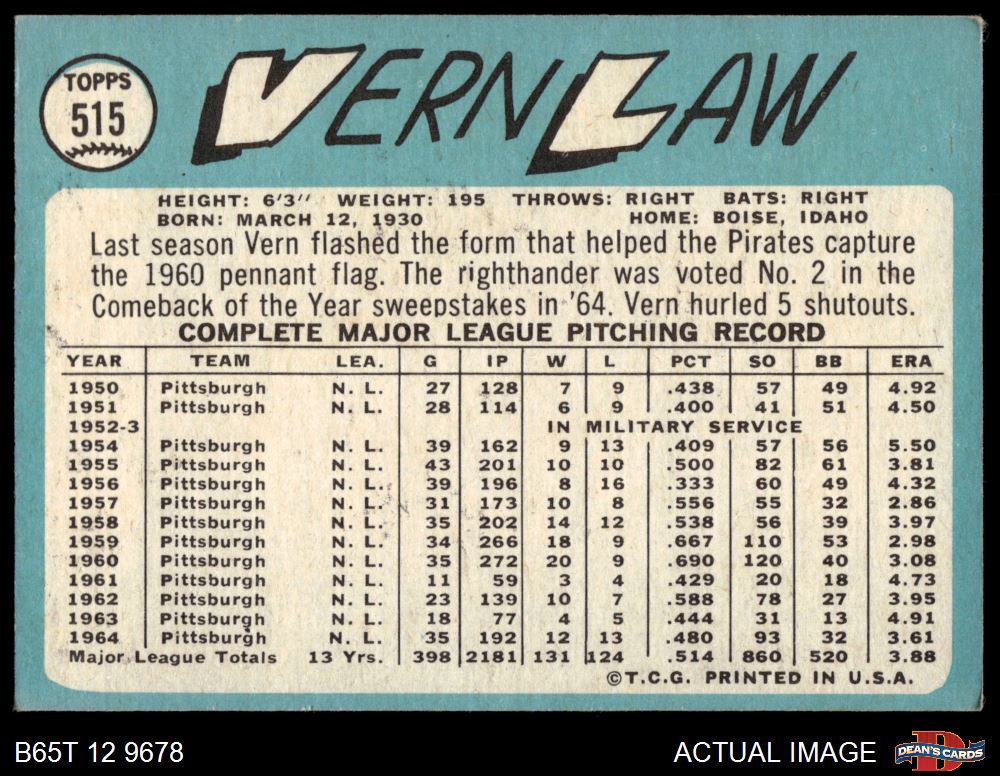 TOPPS
515
VERN LAW
HEIGHT: 6'3" WEIGHT: 195 THROWS: RIGHT BATS: RIGHT
BORN: MARCH 12, 1930 HOME: BOISE, IDAHO
Last season Vern flashed the form that helped the Pirates capture
the 1960 pennant flag. The righthander was voted No. 2 in the
Comeback of the Year sweepstakes in '64. Vern hurled 5 shutouts.
COMPLETE MAJOR LEAGUE PITCHING RECORD
YEAR TEAM LEA. G IP W L PCT SO BB ERA
1950 Pittsburgh N. L. 27 128 7 9 .438 57 49 4.92
1951 Pittsburgh N. L. 28 114 6 9 .400 41 51 4.50
1952-3 IN MILITARY SERVICE
1954 Pittsburgh N. L. 39 162 9 13 .409 57 56 5.50
1955 Pittsburgh N. L. 43 201 10 10 .500 82 61 3.81
1956 Pittsburgh N. L. 39 196 8 16 .333 60 49 4.32
1957 Pittsburgh N. L. 31 173 10 8 .556 55 32 2.86
1958 Pittsburgh N. L. 35 202 14 12 .538 56 39 3.97
1959 Pittsburgh N. L. 34 266 18 9 .667 110 53 2.98
1960 Pittsburgh N. L. 35 272 20 9 .690 120 40 3.08
1961 Pittsburgh N. L. 11 59 3 4 .429 20 18 4.73
1962 Pittsburgh N. L. 23 139 10 7 .588 78 27 3.95
1963 Pittsburgh N. L. 18 77 4 5 .444 31 13 4.91
1964 Pittsburgh N. L. 35 192 12 13 .480 93 32 3.61
Major League Totals 13 Yrs. 398 2181 131 124 .514 860 520 3.88
©T.C.G. PRINTED IN U.S.A.
B65T 12 9678 ACTUAL IMAGE DEAN'S CARDS